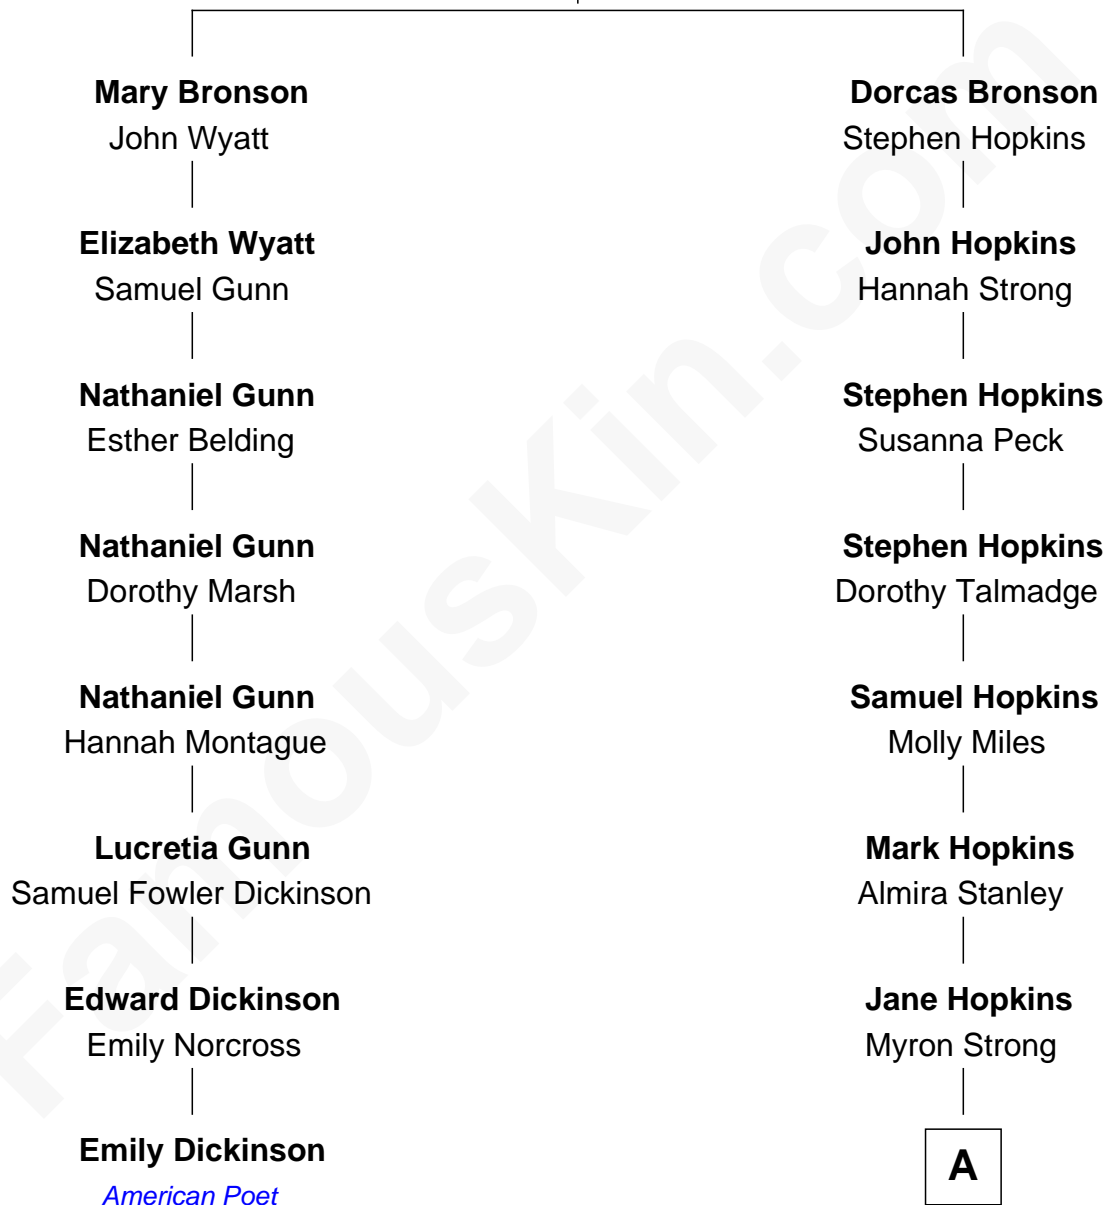 Mary Bronson
John Wyatt
Elizabeth Wyatt
Samuel Gunn
Nathaniel Gunn
Esther Belding
Nathaniel Gunn
Dorothy Marsh
Nathaniel Gunn
Hannah Montague
Lucretia Gunn
Samuel Fowler Dickinson
Edward Dickinson
Emily Norcross
Emily Dickinson
American Poet
Dorcas Bronson
Stephen Hopkins
John Hopkins
Hannah Strong
Stephen Hopkins
Susanna Peck
Stephen Hopkins
Dorothy Talmadge
Samuel Hopkins
Molly Miles
Mark Hopkins
Almira Stanley
Jane Hopkins
Myron Strong
A
FamousKin.com